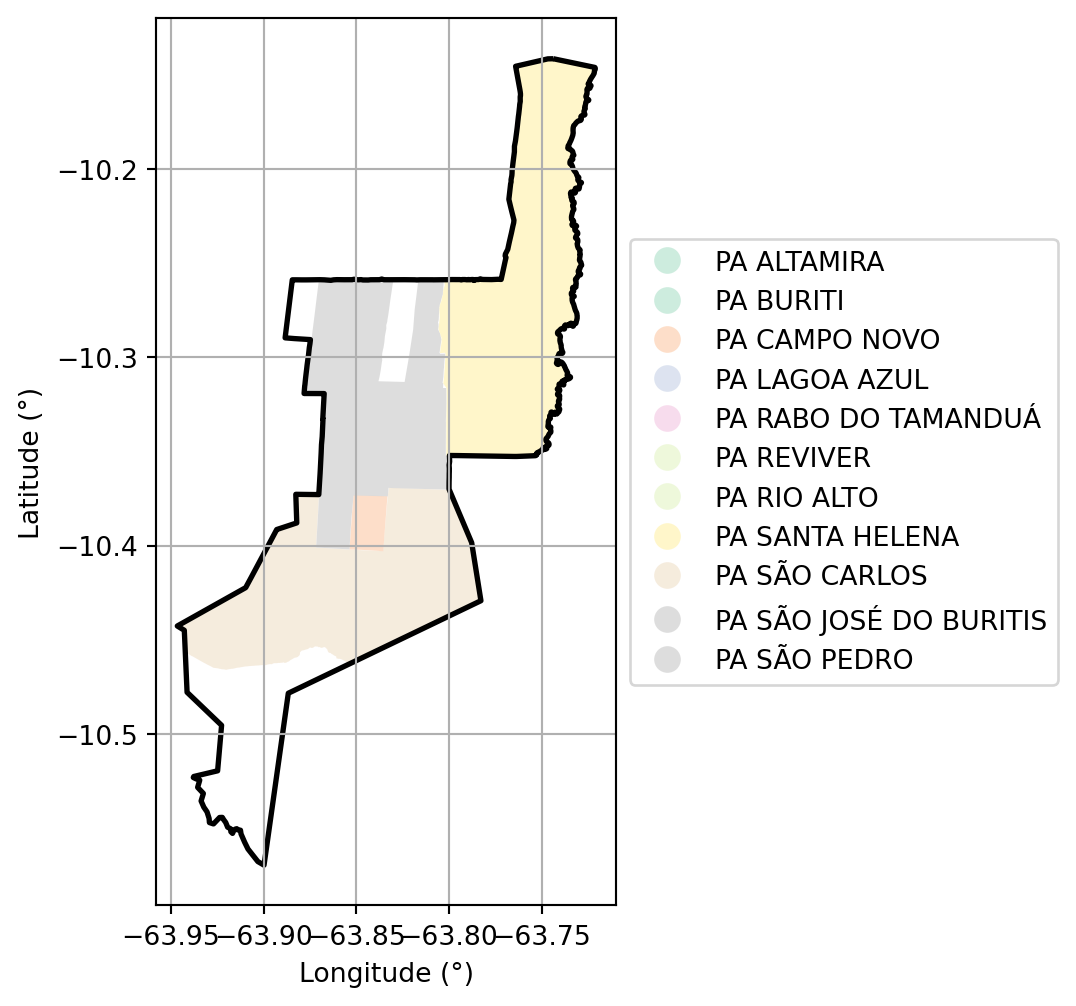 −10.2
−10.3
−10.4
−10.5
Latitude (°)
−63.95
−63.90
−63.85
−63.80
−63.75
Longitude (°)
PA ALTAMIRA
PA BURITI
PA CAMPO NOVO
PA LAGOA AZUL
PA RABO DO TAMANDUÁ
PA REVIVER
PA RIO ALTO
PA SANTA HELENA
PA SÃO CARLOS
PA SÃO JOSÉ DO BURITIS
PA SÃO PEDRO